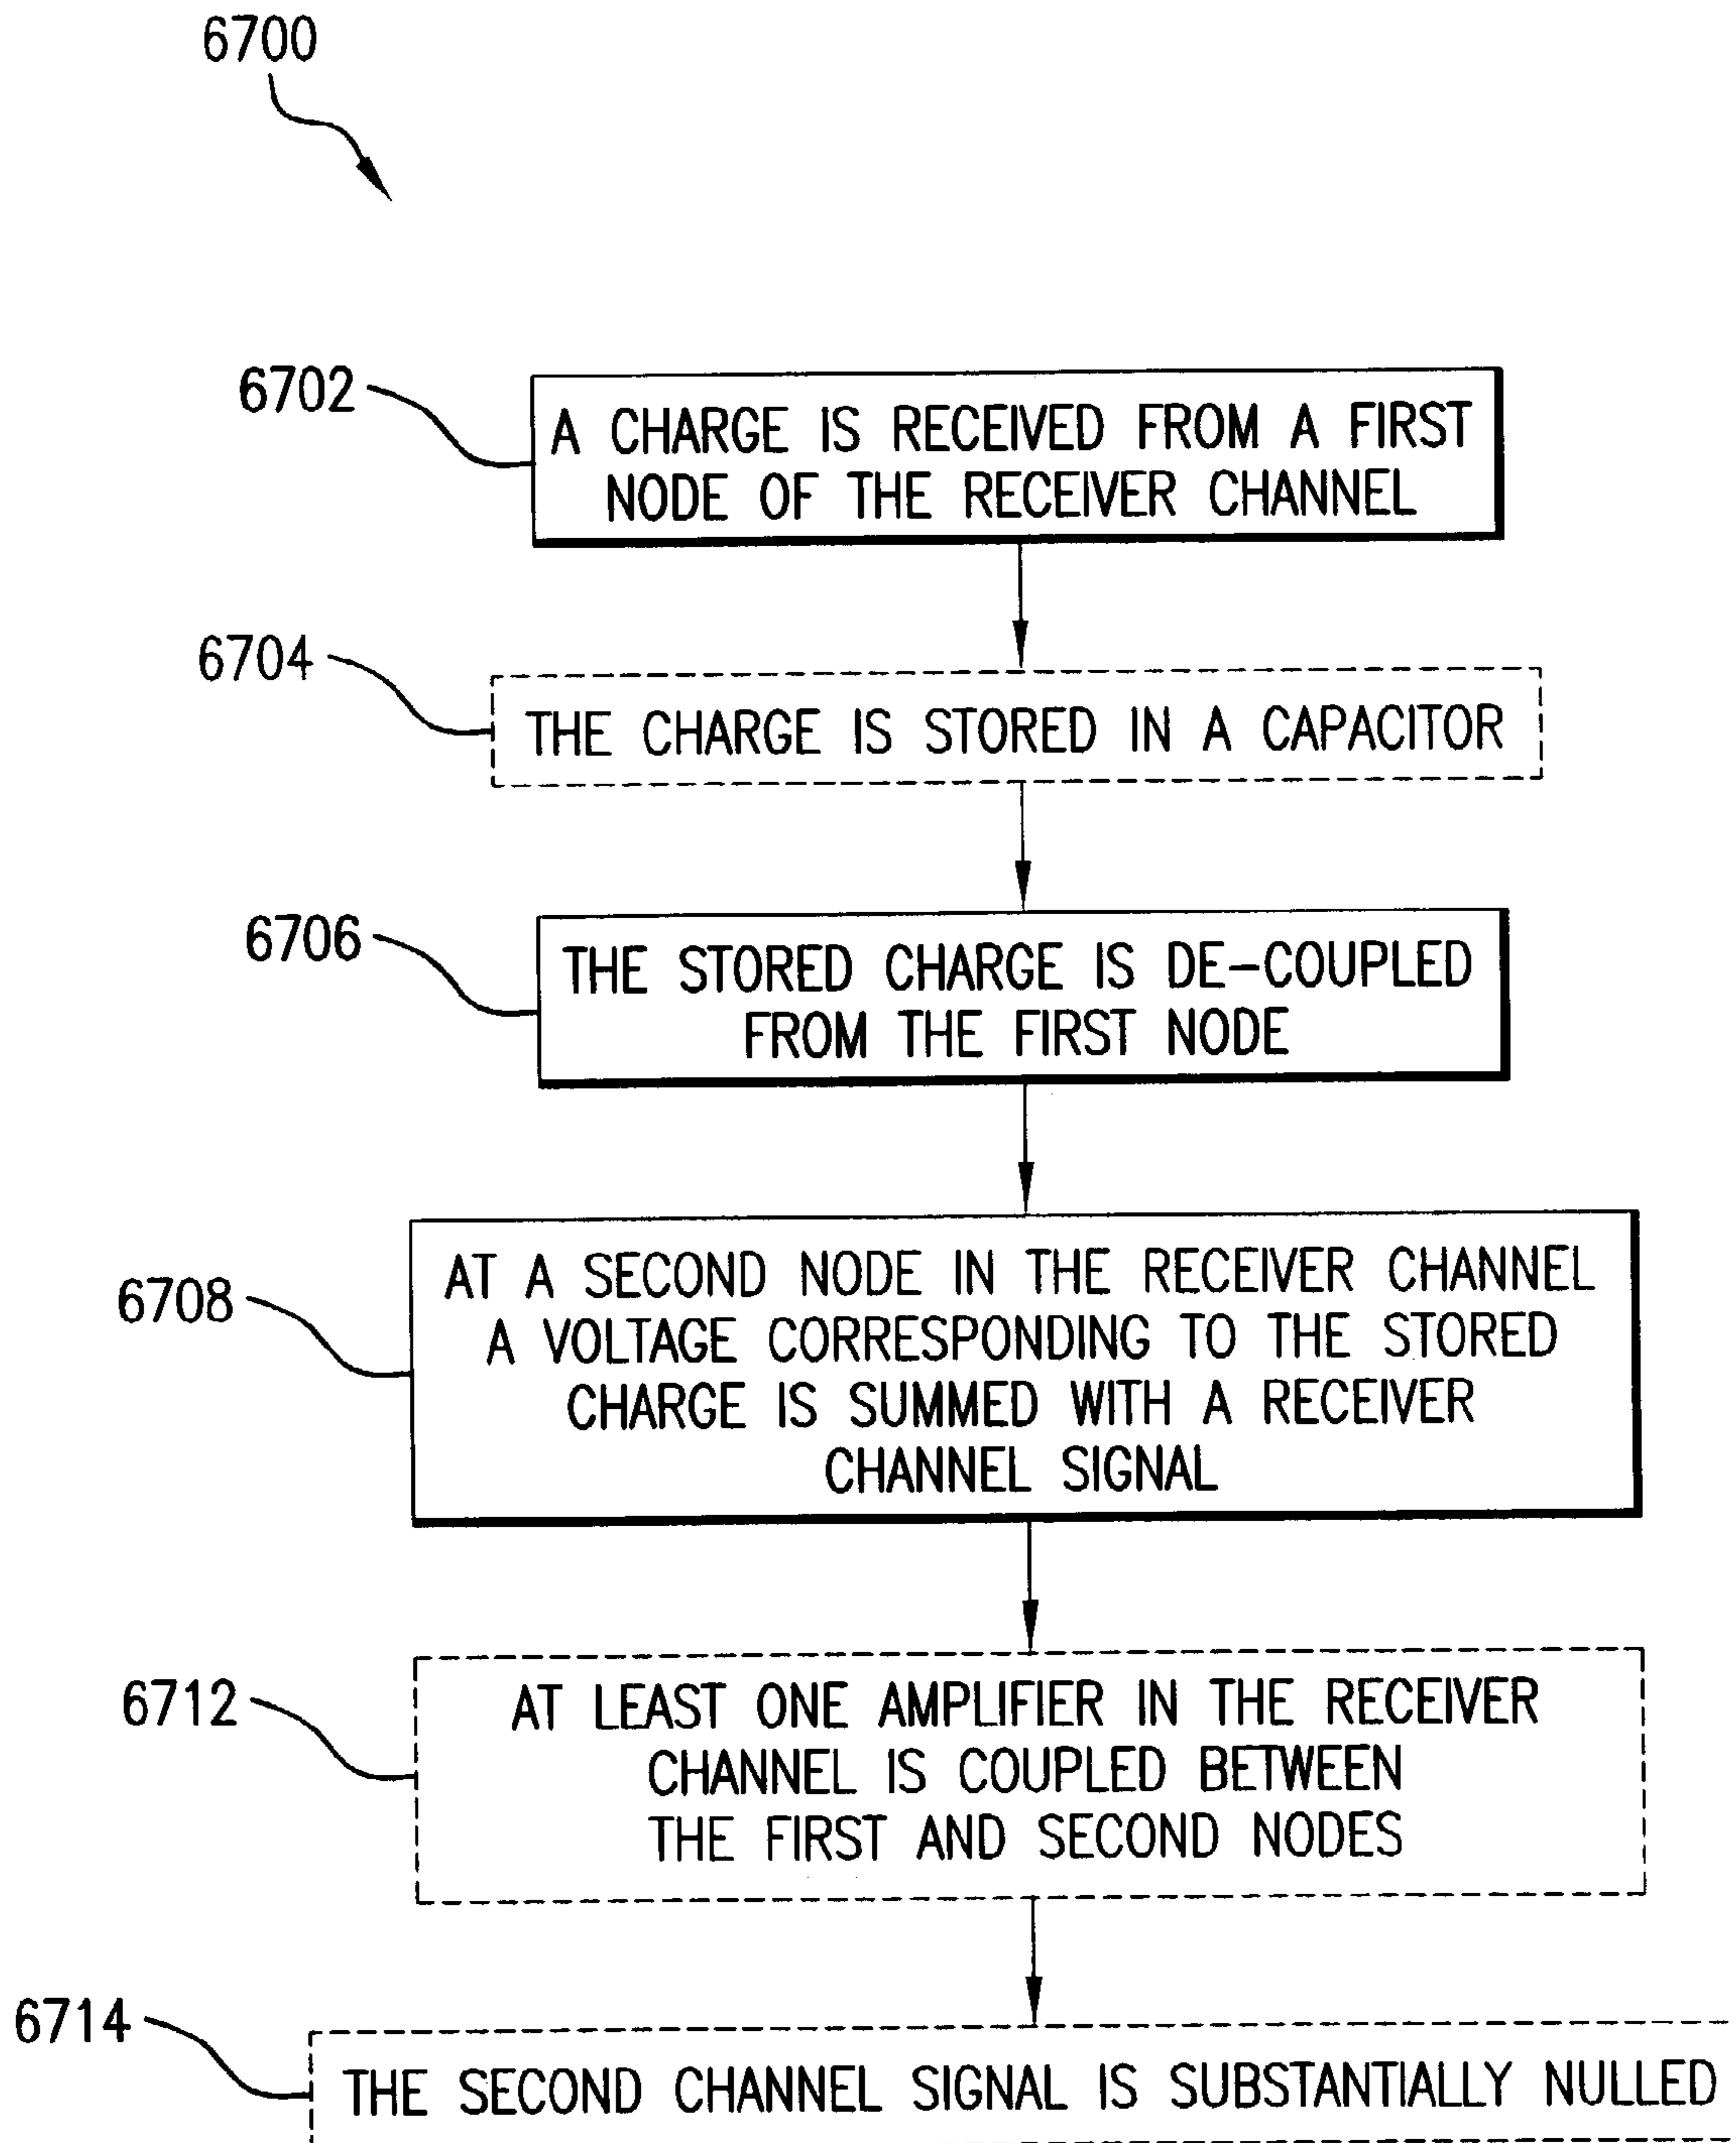 6700
6702
A CHARGE IS RECEIVED FROM A FIRST
NODE OF THE RECEIVER CHANNEL
6704
THE CHARGE IS STORED IN A CAPACITOR
6706
THE STORED CHARGE IS DE-COUPLED
FROM THE FIRST NODE
6708
AT A SECOND NODE IN THE RECEIVER CHANNEL
A VOLTAGE CORRESPONDING TO THE STORED
CHARGE IS SUMMED WITH A RECEIVER
CHANNEL SIGNAL
6712
AT LEAST ONE AMPLIFIER IN THE RECEIVER
CHANNEL IS COUPLED BETWEEN
THE FIRST AND SECOND NODES
6714
THE SECOND CHANNEL SIGNAL IS SUBSTANTIALLY NULLED